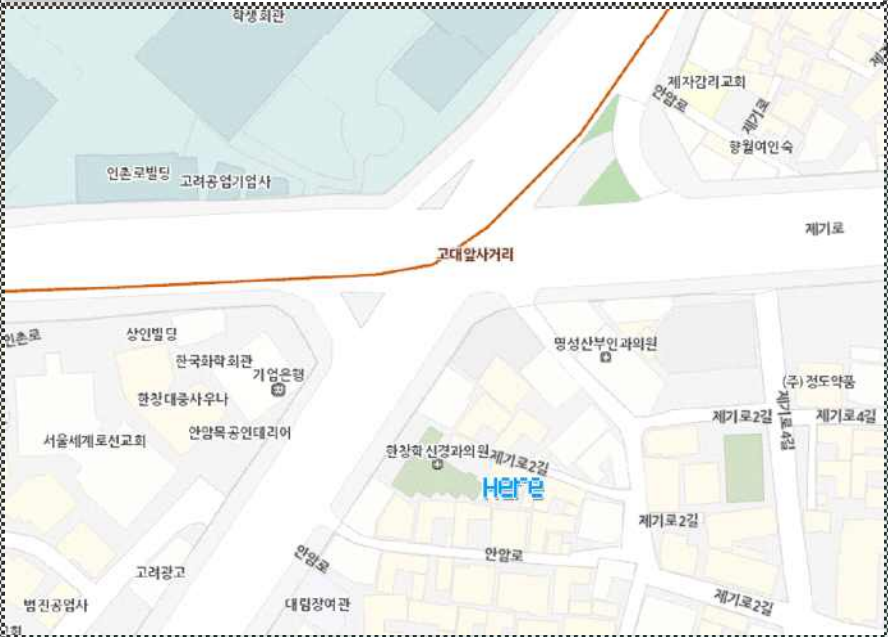 학생회관
제자감리교회
안암로
제기로
향월여인숙
인촌로빌딩
고려공업기업사
제기로
고대앞사거리
인촌로
상인빌딩
한국화학회관
기업은행
명성산부인과의원
한창대중사우나
(주)정도약품
제기로2길
제기로4길
제기로4길
안암목공인테리어
서울세계로선교회
한창학신경과의원
제기로2길
Here
제기로2길
안암로
안암로
고려광고
범진공업사
대림장여관
제기로2길